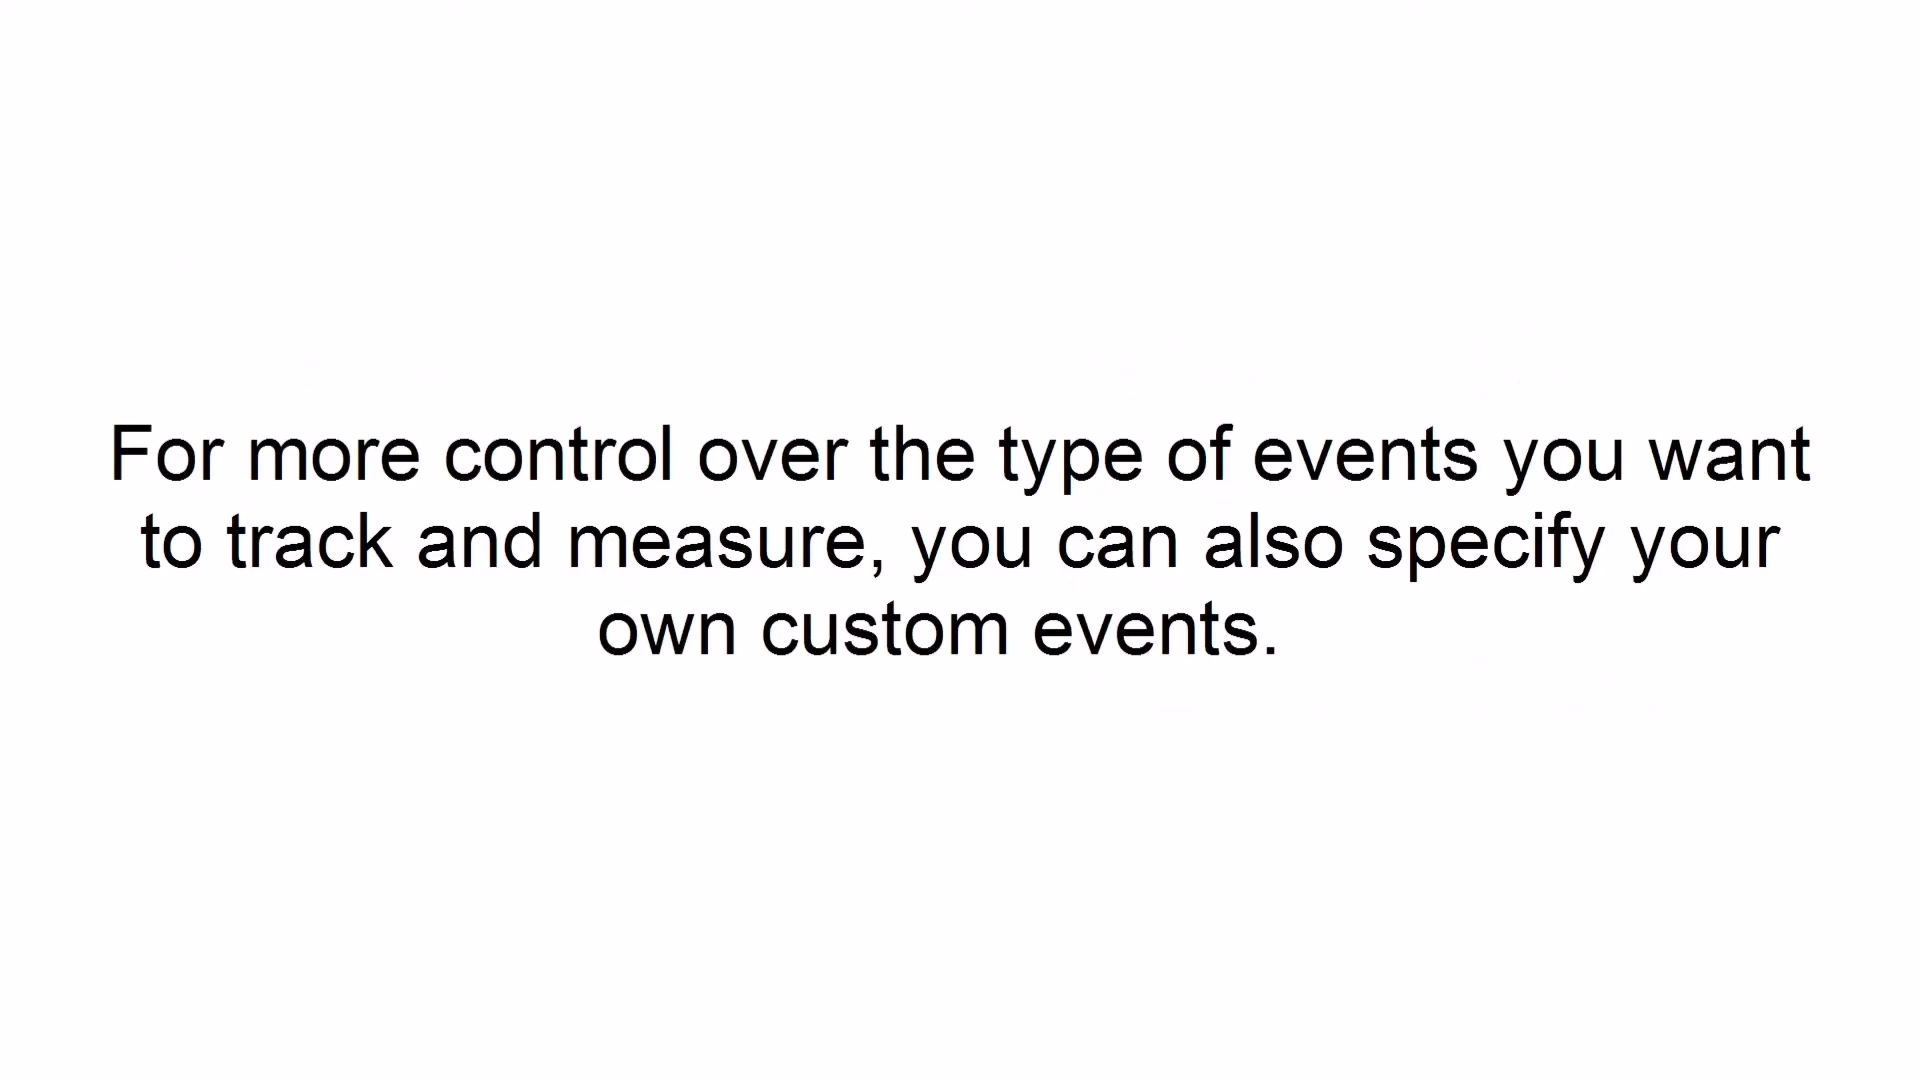 For more control over the type of events you want
to track and measure, you can also specify your
own custom events.